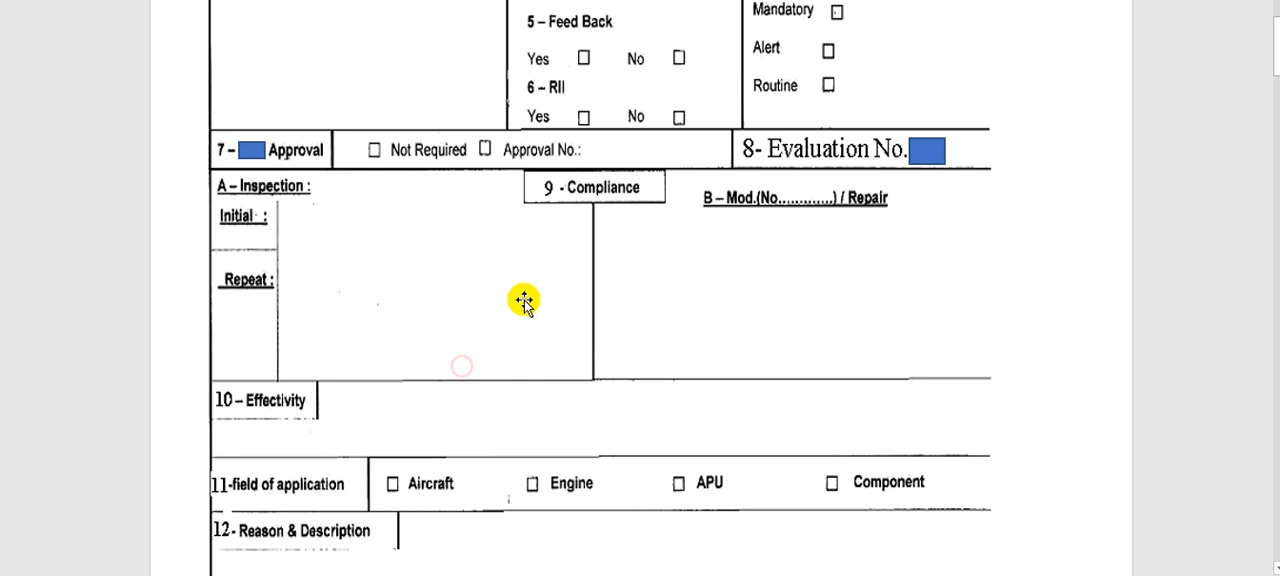 Mandatory
5 – Feed Back
Alert
Yes No
Routine
6 – RII
Yes No
7 – Approval
Not Required Approval No.:
8- Evaluation No.
A – Inspection :
9 - Compliance
B – Mod.(No.............) / Repair
Initial :
Repeat :
10 – Effectivity
11-field of application
Aircraft Engine APU Component
12- Reason & Description